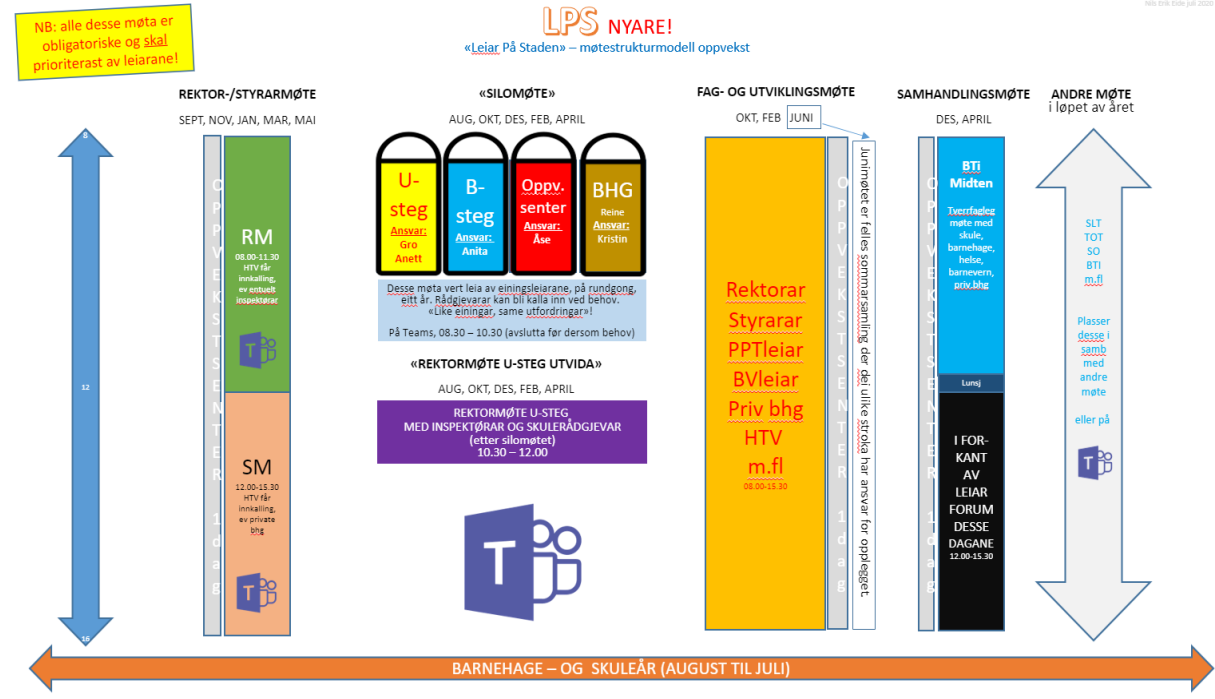 Nils Erik Eide juli 2020
NB: alle desse møta er
obligatoriske og skal
prioriterast av leiarane!
LPS NYARE!
«Leiar På Staden» – møtestrukturmodell oppvekst
REKTOR-/STYRARMØTE
SEPT, NOV, JAN, MAR, MAI
8
12
16
OPPVEKSTSENTER 1dag
RM
08.00-11.30
HTV får
innkalling,
ev entuelt
inspektørar
SM
12.00-15.30
HTV får
innkalling,
ev private
bhg
«SILOMØTE»
AUG, OKT, DES, FEB, APRIL
U-
steg
Ansvar:
Gro
Anett
B-
steg
Ansvar:
Anita
Oppv.
senter
Ansvar:
Åse
BHG
Reine
Ansvar:
Kristin
Desse møta vert leia av einingsleiarane, på rundgong,
eitt år. Rådgjevarar kan bli kalla inn ved behov.
«Like einingar, same utfordringar»!
På Teams, 08.30 – 10.30 (avslutta før dersom behov)
«REKTORMØTE U-STEG UTVIDA»
AUG, OKT, DES, FEB, APRIL
REKTORMØTE U-STEG
MED INSPEKTØRAR OG SKULERÅDGJEVAR
(etter silomøtet)
10.30 – 12.00
T
FAG- OG UTVIKLINGSMØTE
OKT, FEB JUNI
Rektorar
Styrarar
PPTleiar
BVleiar
Priv bhg
HTV
m.fl
08.00-15.30
OPPVEKSTSENTER 1dag
Junimøtet er felles sommarsamling der dei ulike stroka har ansvar for opplegget.
SAMHANDLINGSMØTE
DES, APRIL
OPPVEKSTSENTER 1dag
BTi
Midten
Tverrfagleg
møte med
skule,
barnehage,
helse,
barnevern,
priv.bhg
Lunsj
I FOR-
KANT
AV
LEIAR
FORUM
DESSE
DAGANE
12.00-15.30
ANDRE MØTE
i løpet av året
SLT
TOT
SO
BTI
m.fl
Plasser
desse i
samb
med
andre
møte
eller på
T
BARNEHAGE – OG SKULEÅR (AUGUST TIL JULI)